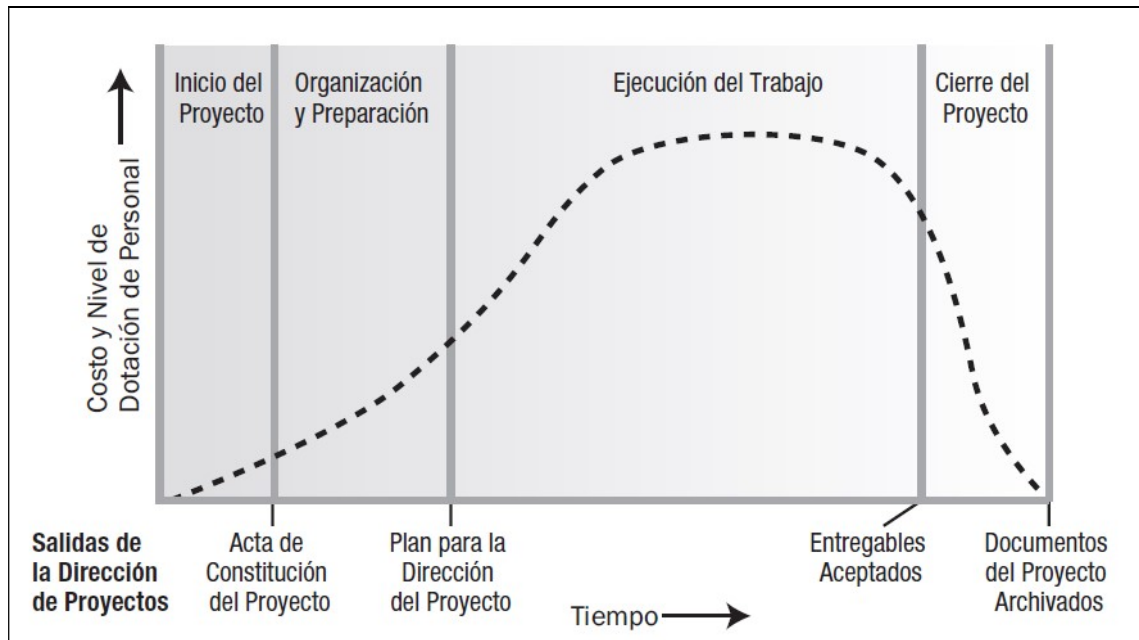 Inicio del
Proyecto
Organización
y Preparación
Ejecución del Trabajo
Cierre del
Proyecto
Costo y Nivel de
Dotación de Personal
Salidas de
la Dirección
de Proyectos
Acta de
Constitución
del Proyecto
Plan para la
Dirección
del Proyecto
Entregables
Aceptados
Documentos
del Proyecto
Archivados
Tiempo